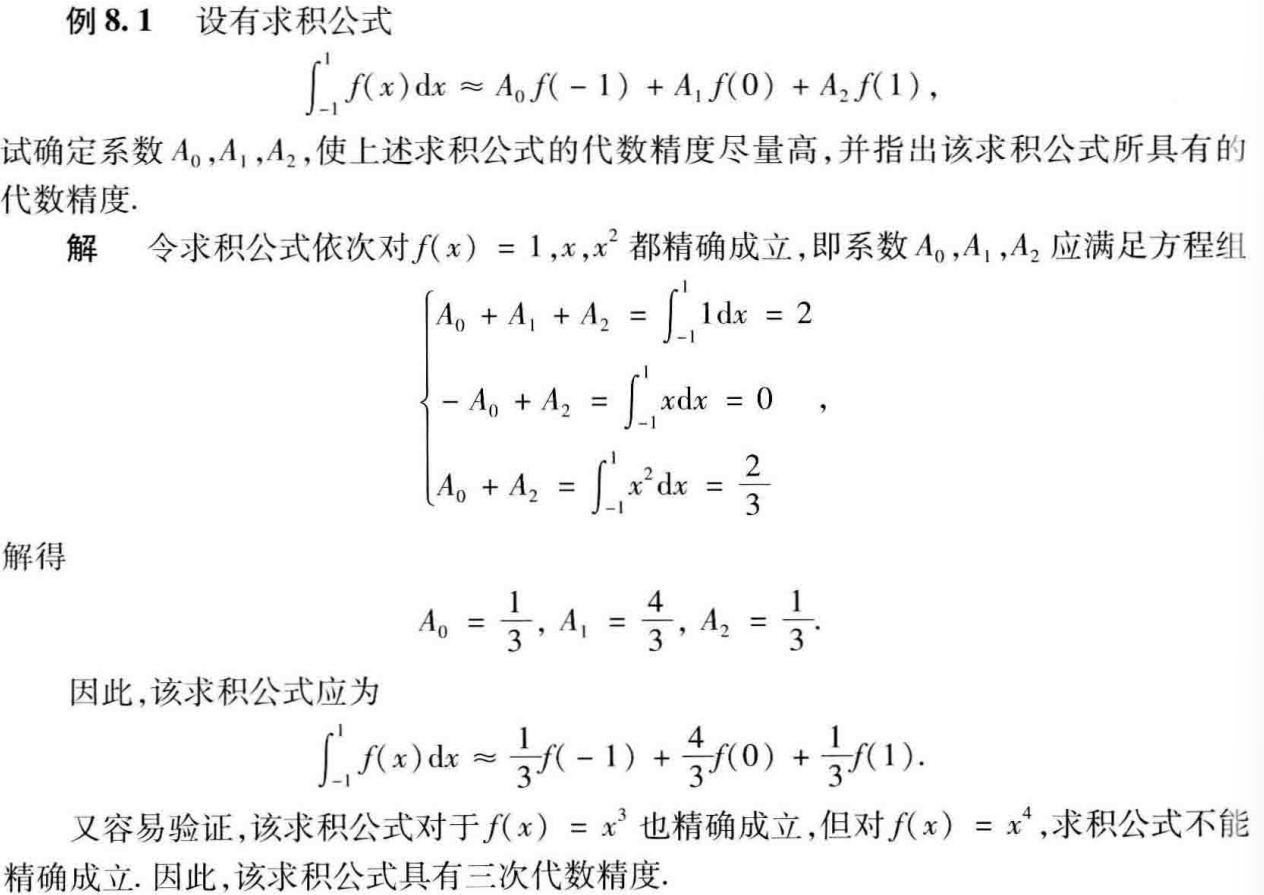 例 8.1 设有求积公式
$$\int_{-1}^{1} f(x)\mathrm{d}x \approx A_0 f(-1) + A_1 f(0) + A_2 f(1),$$
试确定系数 $A_0,A_1,A_2$,使上述求积公式的代数精度尽量高,并指出该求积公式所具有的
代数精度.
解 令求积公式依次对 $f(x) = 1,x,x^2$ 都精确成立,即系数 $A_0,A_1,A_2$ 应满足方程组
$$\begin{cases} A_0 + A_1 + A_2 = \int_{-1}^{1} 1\mathrm{d}x = 2 \\ -A_0 + A_2 = \int_{-1}^{1} x\mathrm{d}x = 0 \\ A_0 + A_2 = \int_{-1}^{1} x^2\mathrm{d}x = \frac{2}{3} \end{cases},$$
解得
$$A_0 = \frac{1}{3}, A_1 = \frac{4}{3}, A_2 = \frac{1}{3}.$$
因此,该求积公式应为
$$\int_{-1}^{1} f(x)\mathrm{d}x \approx \frac{1}{3}f(-1) + \frac{4}{3}f(0) + \frac{1}{3}f(1).$$
又容易验证,该求积公式对于 $f(x) = x^3$ 也精确成立,但对 $f(x) = x^4$,求积公式不能
精确成立. 因此,该求积公式具有三次代数精度.